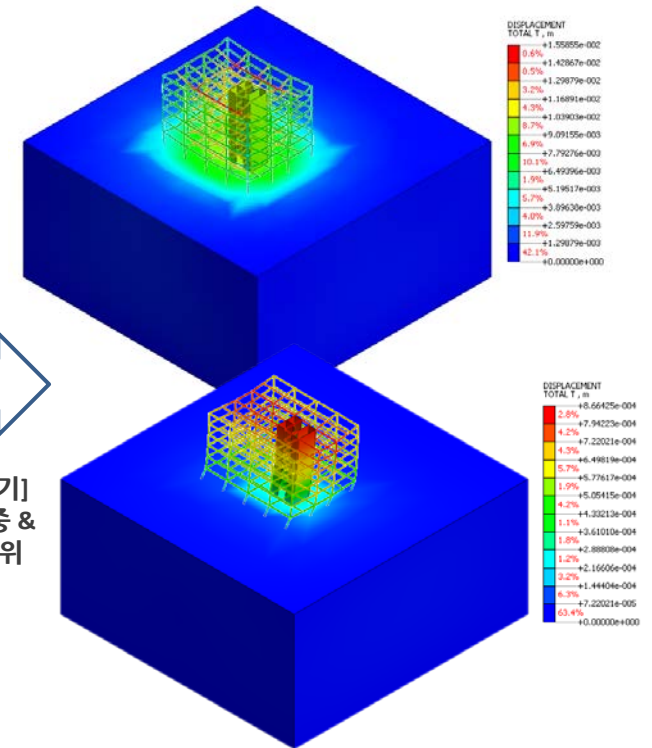 DISPLACEMENT
TOTAL T , m
+1.55855e-002
0.6%
+1.42867e-002
0.5%
+1.29879e-002
3.2%
+1.16891e-002
4.3%
+1.03903e-002
8.7%
+9.09155e-003
6.9%
+7.79276e-003
10.1%
+6.49396e-003
1.9%
+5.19517e-003
5.7%
+3.89638e-003
4.0%
+2.59759e-003
11.9%
+1.29879e-003
42.1%
+0.00000e+000
기]
중 &
위
DISPLACEMENT
TOTAL T , m
+8.66425e-004
2.8%
+7.94223e-004
4.2%
+7.22021e-004
4.3%
+6.49819e-004
5.7%
+5.77617e-004
1.9%
+5.05415e-004
4.2%
+4.33213e-004
1.1%
+3.61010e-004
1.8%
+2.88808e-004
1.2%
+2.16606e-004
3.2%
+1.44404e-004
6.3%
+7.22021e-005
63.4%
+0.00000e+000